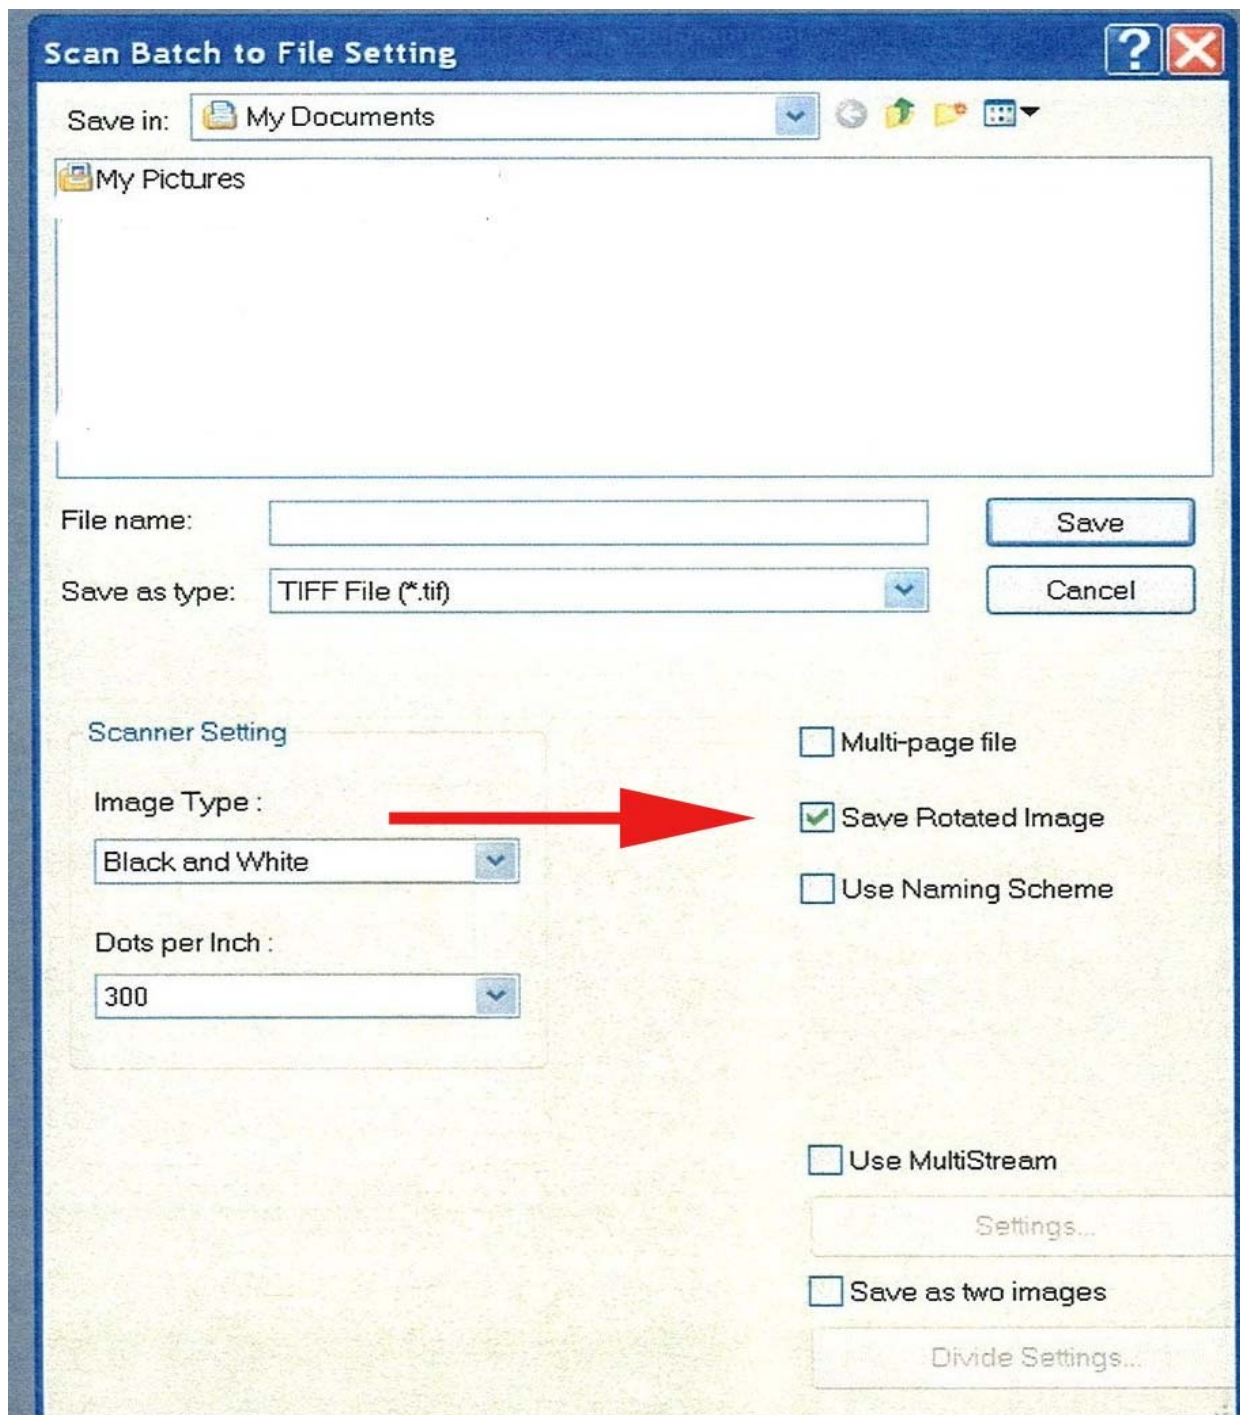 Scan Batch to File Setting
Save in: My Documents
My Pictures
File name:
Save
Save as type: TIFF File (*.tif)
Cancel
Scanner Setting
Image Type :
Black and White
Dots per Inch :
300
Multi-page file
Save Rotated Image
Use Naming Scheme
Use MultiStream
Settings...
Save as two images
Divide Settings...